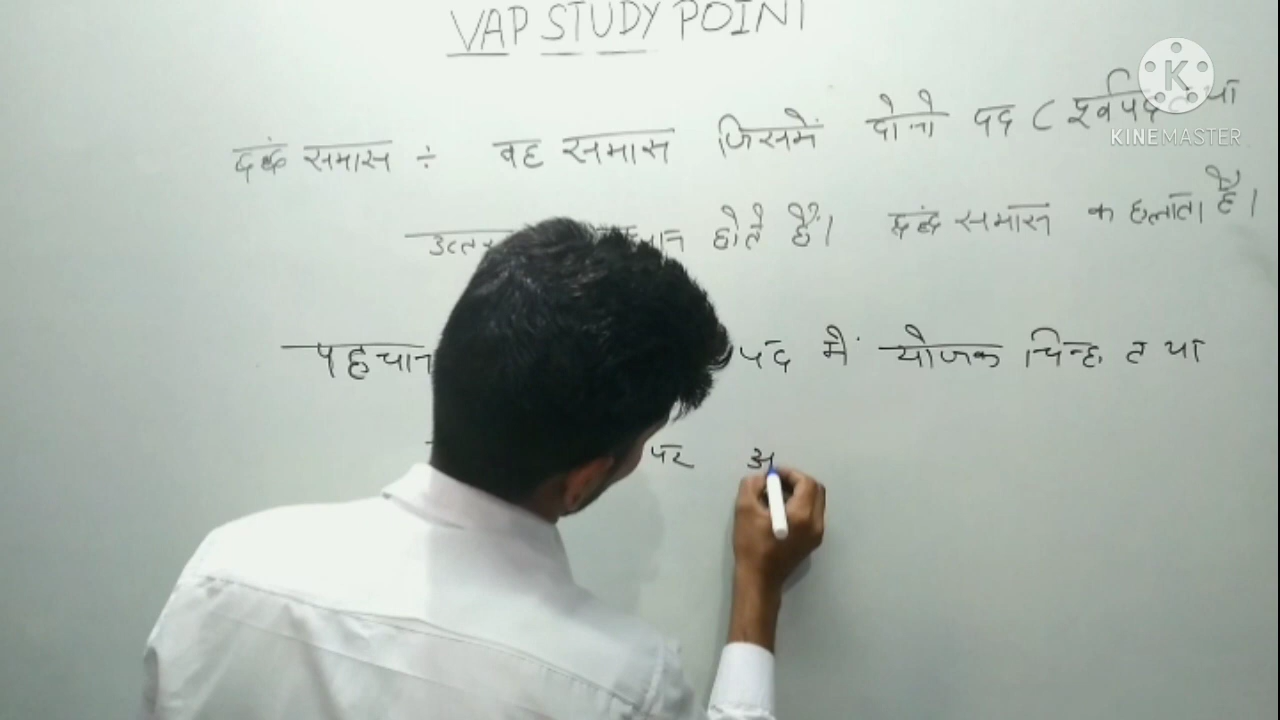 VAP STUDY POINT
द्वंद्व समास ÷ वह समास जिसमें दोनो पद ( पूर्वपद
होते हैं। द्वंद्व समास कहलाता है।
पहचान पद में योजक चिन्ह तथा
पर अ
KINEMASTER